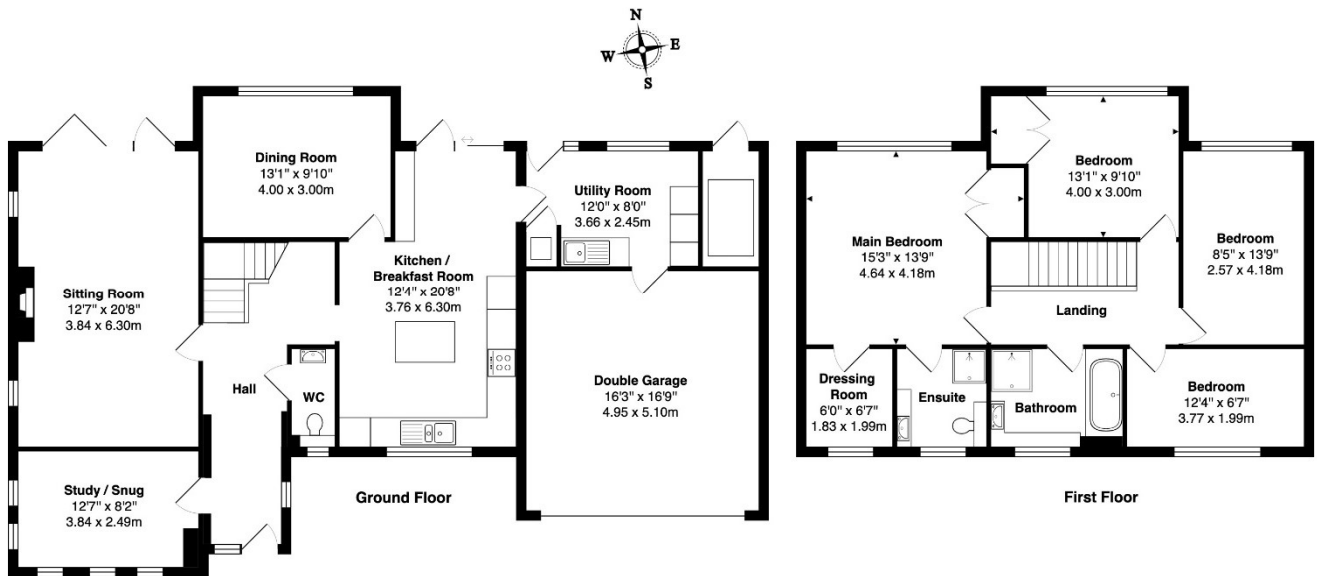 N
W E
S
Dining Room
13'1" x 9'10"
4.00 x 3.00m
Utility Room
12'0" x 8'0"
3.66 x 2.45m
Kitchen /
Breakfast Room
12'4" x 20'8"
3.76 x 6.30m
Sitting Room
12'7" x 20'8"
3.84 x 6.30m
Hall
WC
Double Garage
16'3" x 16'9"
4.95 x 5.10m
Study / Snug
12'7" x 8'2"
3.84 x 2.49m
Ground Floor
Bedroom
13'1" x 9'10"
4.00 x 3.00m
Main Bedroom
15'3" x 13'9"
4.64 x 4.18m
Bedroom
8'5" x 13'9"
2.57 x 4.18m
Landing
Dressing
Room
6'0" x 6'7"
1.83 x 1.99m
Ensuite
Bathroom
Bedroom
12'4" x 6'7"
3.77 x 1.99m
First Floor